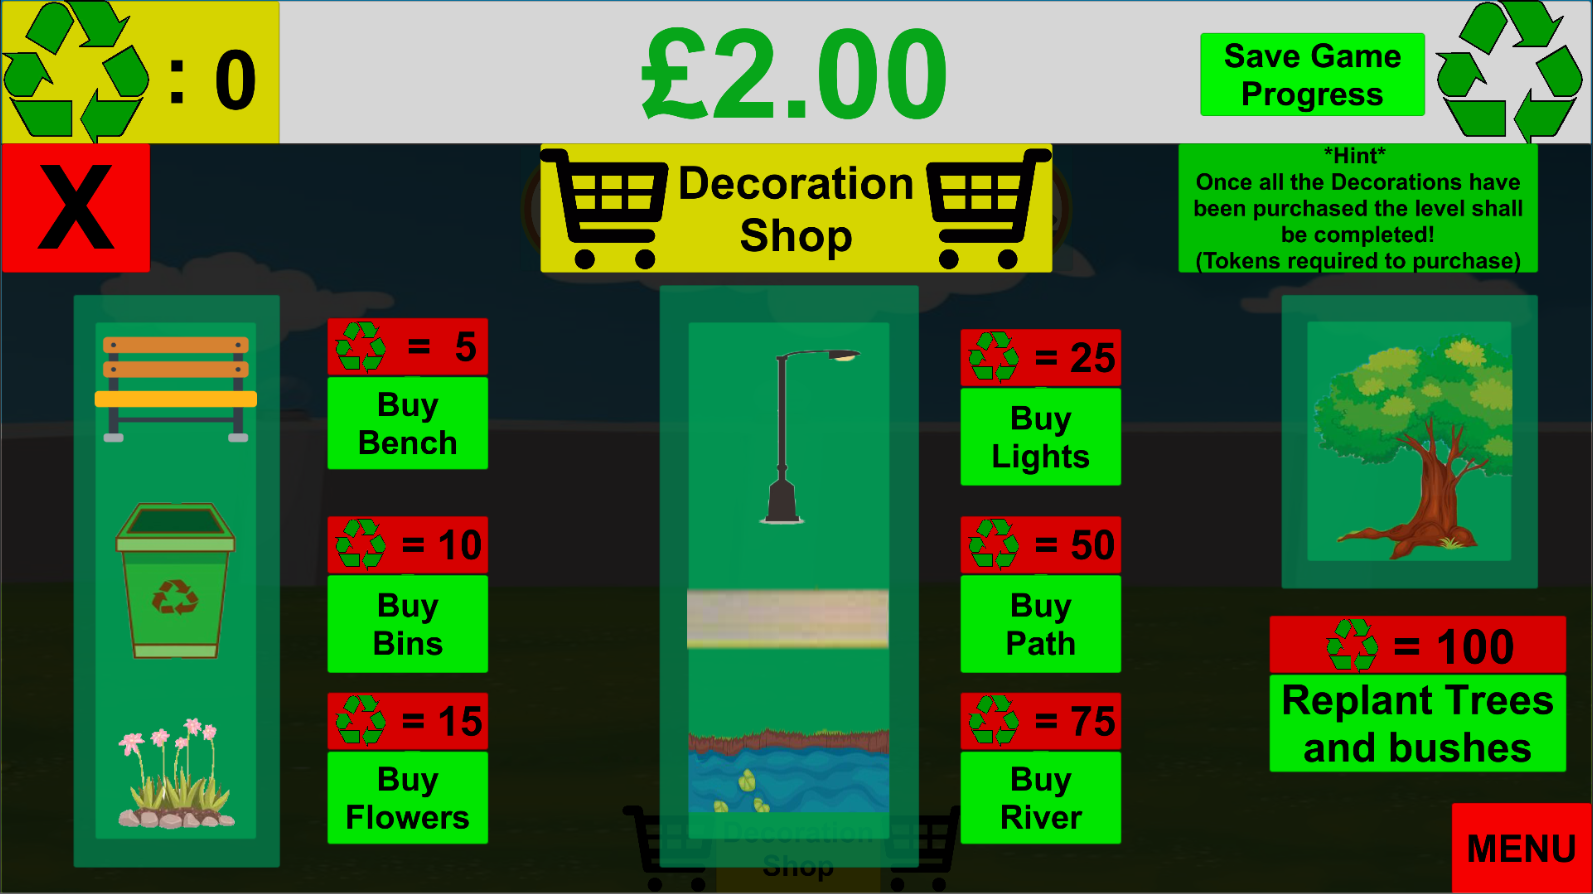 : 0
£2.00
Save Game
Progress
X
Decoration
Shop
*Hint*
Once all the Decorations have
been purchased the level shall
be completed!
(Tokens required to purchase)
= 5
Buy
Bench
= 10
Buy
Bins
= 15
Buy
Flowers
= 25
Buy
Lights
= 50
Buy
Path
= 75
Buy
River
= 100
Replant Trees
and bushes
Decoration
Shop
MENU